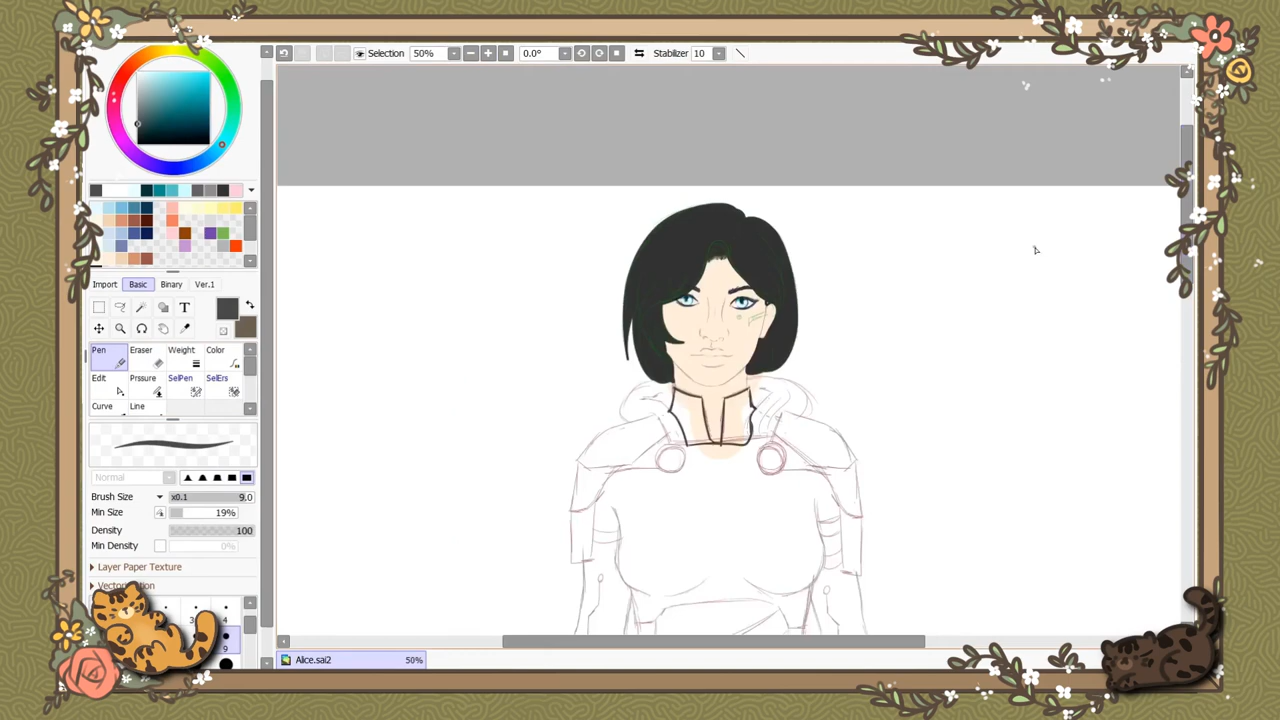 Selection 50% 0.0° Stabilizer 10
Import Basic Binary Ver.1
T
Pen Eraser Weight Color
Edit Prssure SelPen SelErs
Curve Line
Normal
Brush Size x0.1 9.0
Min Size 19%
Density 100
Min Density 0%
Layer Paper Texture
4
9
Alice.sai2 50%